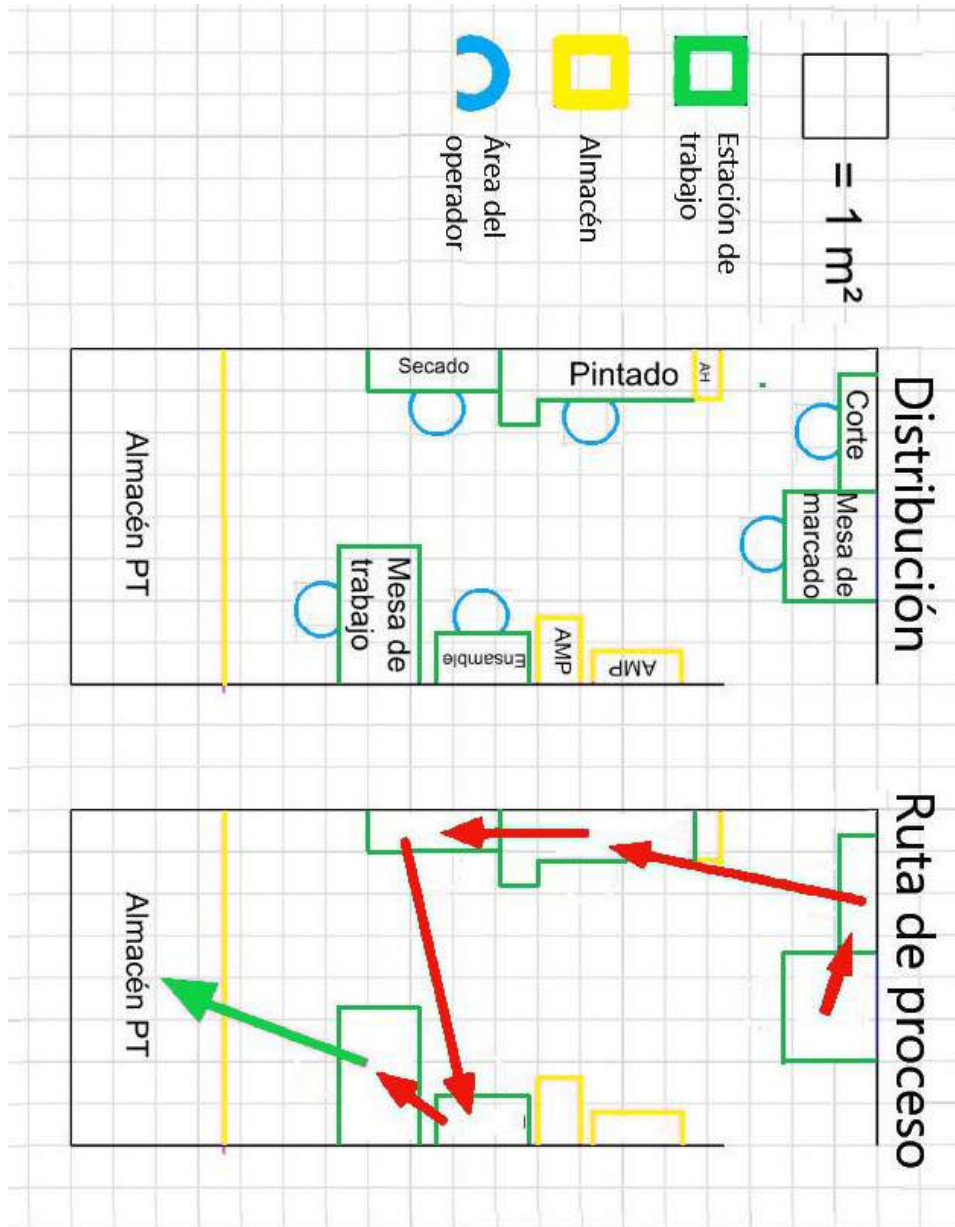 = 1 m²
Estación de
trabajo
Almacén
Área del
operador
Distribución
Corte
Mesa de
marcado
AH
Pintado
Secado
AMP
AMP
Ensamble
Mesa de
trabajo
Almacén PT
Ruta de proceso
Almacén PT